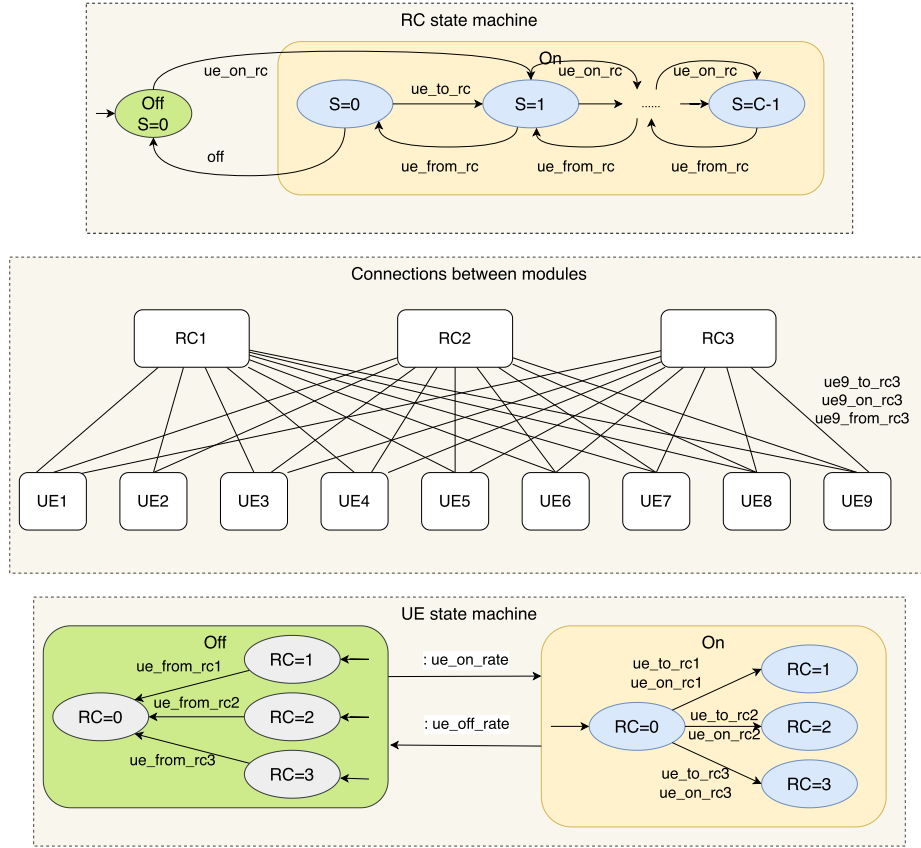 RC state machine
On
Off
S=0
S=0
S=1
......
S=C-1
ue_on_rc
ue_to_rc
ue_on_rc
ue_on_rc
off
ue_from_rc
ue_from_rc
ue_from_rc
Connections between modules
RC1
RC2
RC3
ue9_to_rc3
ue9_on_rc3
ue9_from_rc3
UE1
UE2
UE3
UE4
UE5
UE6
UE7
UE8
UE9
UE state machine
Off
RC=0
RC=1
RC=2
RC=3
ue_from_rc1
ue_from_rc2
ue_from_rc3
: ue_on_rate
: ue_off_rate
On
RC=0
ue_to_rc1
ue_on_rc1
ue_to_rc2
ue_on_rc2
ue_to_rc3
ue_on_rc3
RC=1
RC=2
RC=3